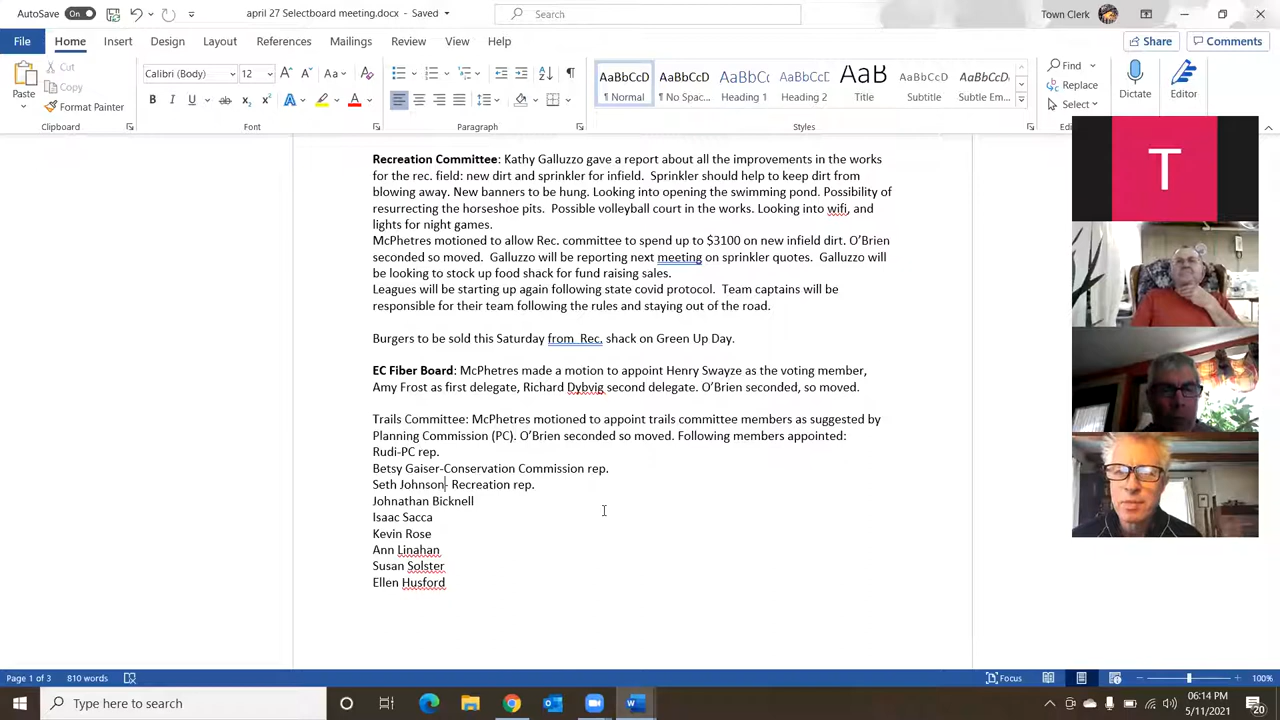 AutoSave On april 27 Selectboard meeting.docx - Saved Search Town Clerk
File Home Insert Design Layout References Mailings Review View Help Share Comments
Paste Cut Copy Format Painter
Clipboard
Calibri (Body) 12
Font
Paragraph
AaBbCcD AaBbCcD AaBbCc AaBbCcD AaB AaBbCcD AaBbCcD
¶ Normal ¶ No Spac... Heading 1 Heading 2 Title Subtitle Subtle Em...
Styles
Find Replace Select
Dictate Editor
Recreation Committee: Kathy Galluzzo gave a report about all the improvements in the works
for the rec. field: new dirt and sprinkler for infield. Sprinkler should help to keep dirt from
blowing away. New banners to be hung. Looking into opening the swimming pond. Possibility of
resurrecting the horseshoe pits. Possible volleyball court in the works. Looking into wifi, and
lights for night games.
McPhetres motioned to allow Rec. committee to spend up to $3100 on new infield dirt. O’Brien
seconded so moved. Galluzzo will be reporting next meeting on sprinkler quotes. Galluzzo will
be looking to stock up food shack for fund raising sales.
Leagues will be starting up again following state covid protocol. Team captains will be
responsible for their team following the rules and staying out of the road.
Burgers to be sold this Saturday from Rec. shack on Green Up Day.
EC Fiber Board: McPhetres made a motion to appoint Henry Swayze as the voting member,
Amy Frost as first delegate, Richard Dybvig second delegate. O’Brien seconded, so moved.
Trails Committee: McPhetres motioned to appoint trails committee members as suggested by
Planning Commission (PC). O’Brien seconded so moved. Following members appointed:
Rudi-PC rep.
Betsy Gaiser-Conservation Commission rep.
Seth Johnson- Recreation rep.
Johnathan Bicknell
Isaac Sacca
Kevin Rose
Ann Linahan
Susan Solster
Ellen Husford
T
Page 1 of 3 810 words Focus 100%
Type here to search 06:14 PM
5/11/2021 20